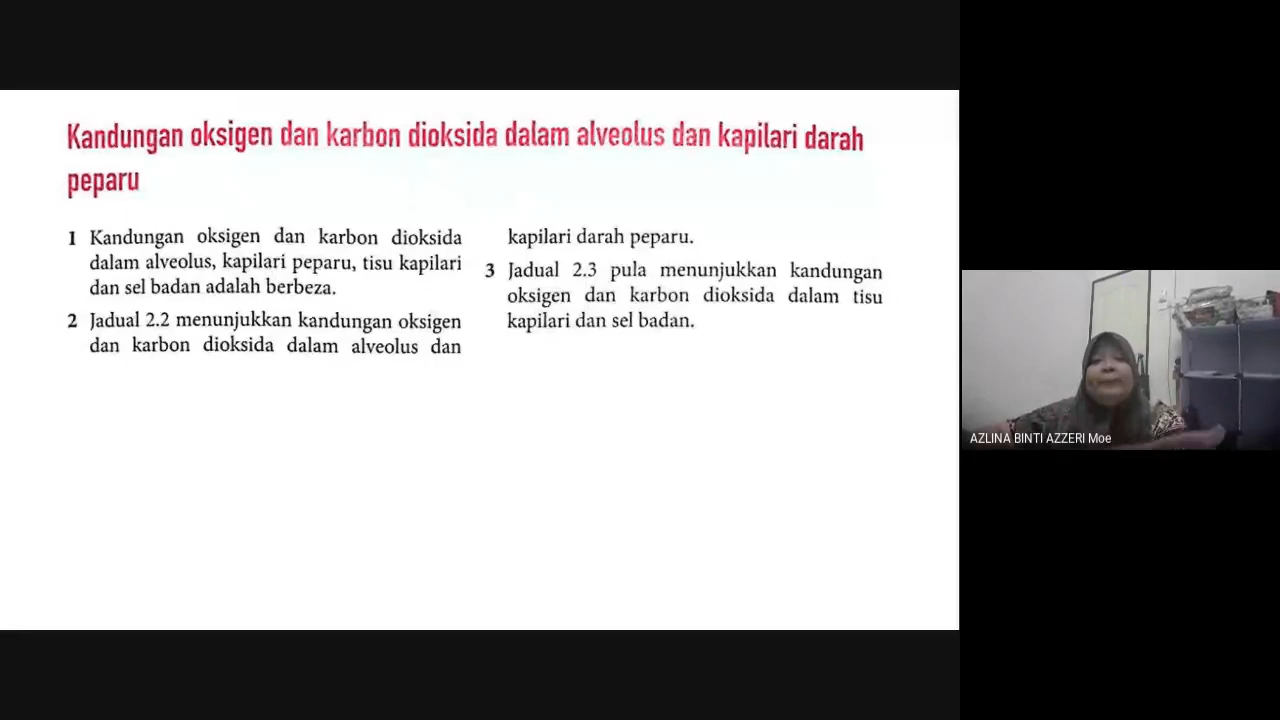 Kandungan oksigen dan karbon dioksida dalam alveolus dan kapilari darah
peparu
1 Kandungan oksigen dan karbon dioksida
dalam alveolus, kapilari peparu, tisu kapilari
dan sel badan adalah berbeza.
2 Jadual 2.2 menunjukkan kandungan oksigen
dan karbon dioksida dalam alveolus dan
kapilari darah peparu.
3 Jadual 2.3 pula menunjukkan kandungan
oksigen dan karbon dioksida dalam tisu
kapilari dan sel badan.
AZLINA BINTI AZZERI Moe